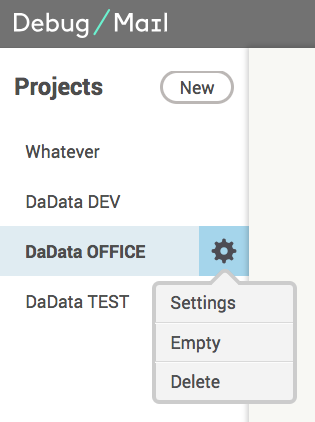 Debug/Mail
Projects
New
Whatever
DaData DEV
DaData OFFICE
DaData TEST
Settings
Empty
Delete